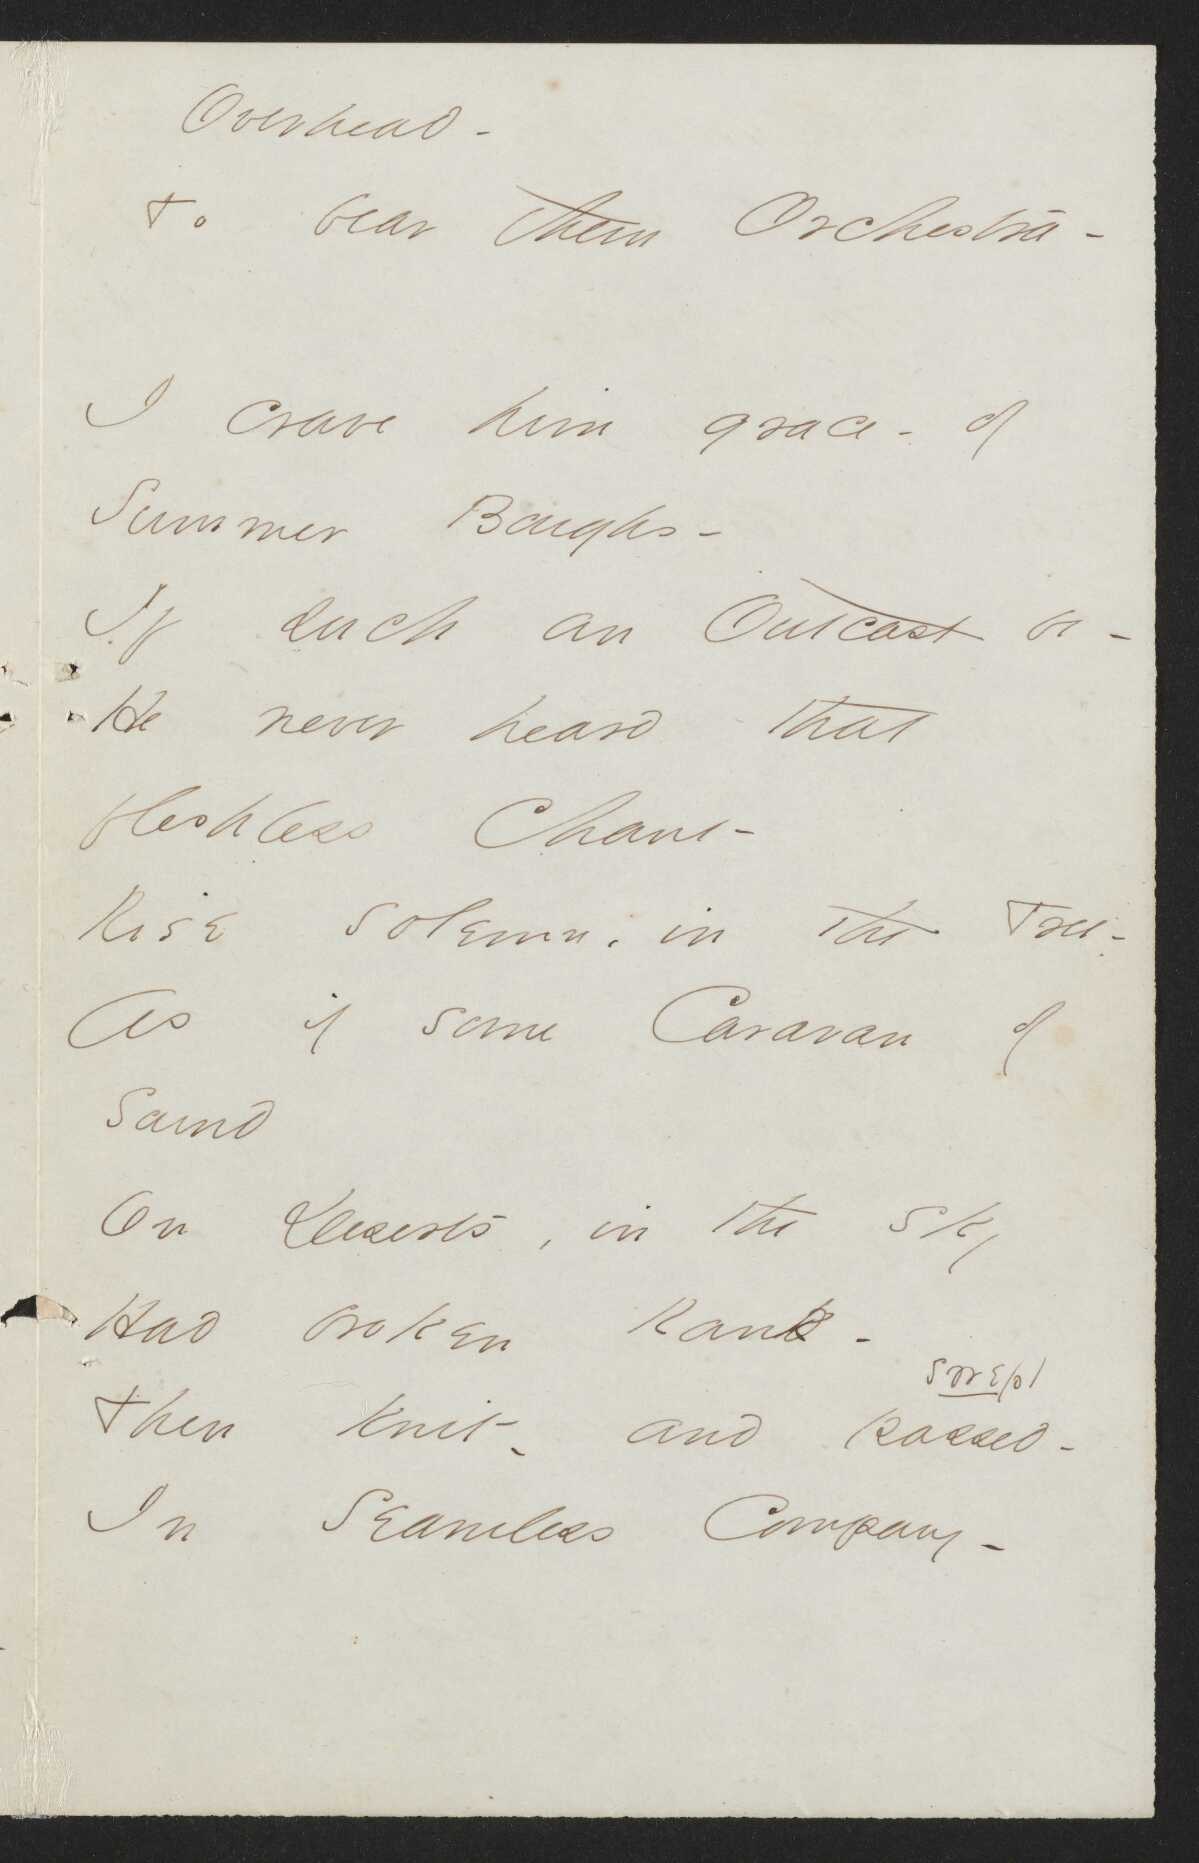 Overhead -
To bear them Orchestra -
I crave him grace - of
Summer Boughs -
If such an Outcast be -
He never heard that
fleshless Chant -
Rise solemn, in the Tree -
As if some Caravan of
Sound
On Deserts, in the Sky
Had broken Rank -
swept
Then knit - and passed -
In Seamless Company -